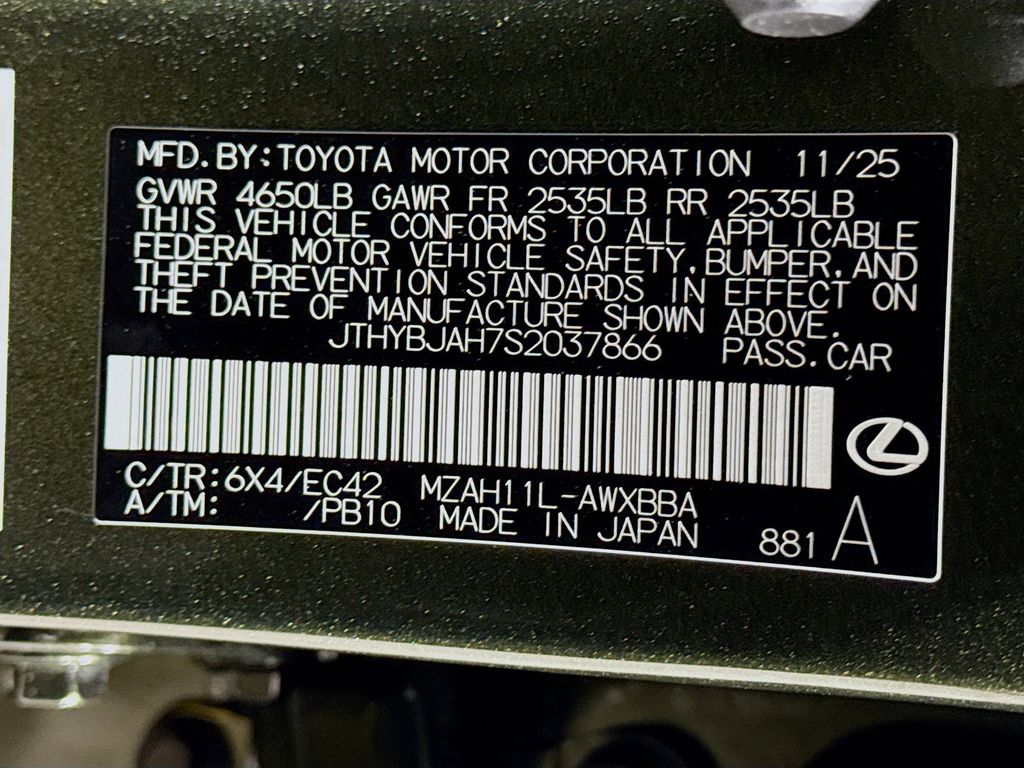 MFD.BY:TOYOTA MOTOR CORPORATION 11/25
GVWR 4650LB GAWR FR 2535LB RR 2535LB
THIS VEHICLE CONFORMS TO ALL APPLICABLE
FEDERAL MOTOR VEHICLE SAFETY,BUMPER,AND
THEFT PREVENTION STANDARDS IN EFFECT ON
THE DATE OF MANUFACTURE SHOWN ABOVE.
JTHYBJAH7S2037866 PASS.CAR
C/TR:6X4/EC42 MZAH11L-AWXBBA
A/TM: /PB10 MADE IN JAPAN 881 A